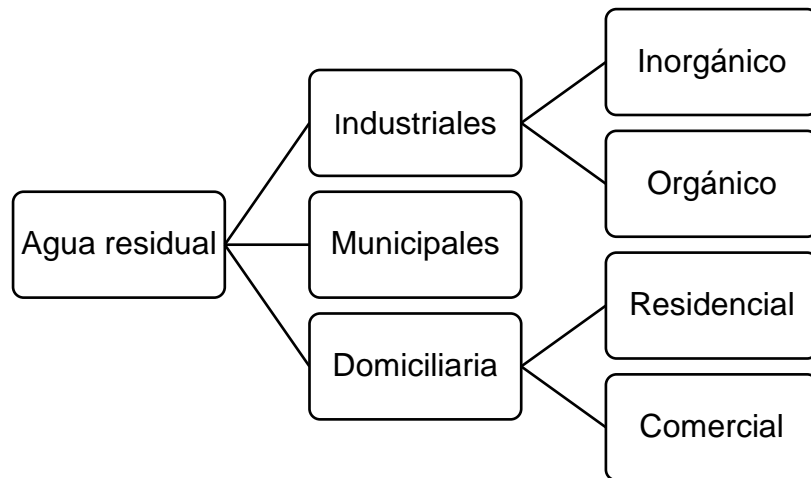 Agua residual
Industriales
Inorgánico
Orgánico
Municipales
Domiciliaria
Residencial
Comercial